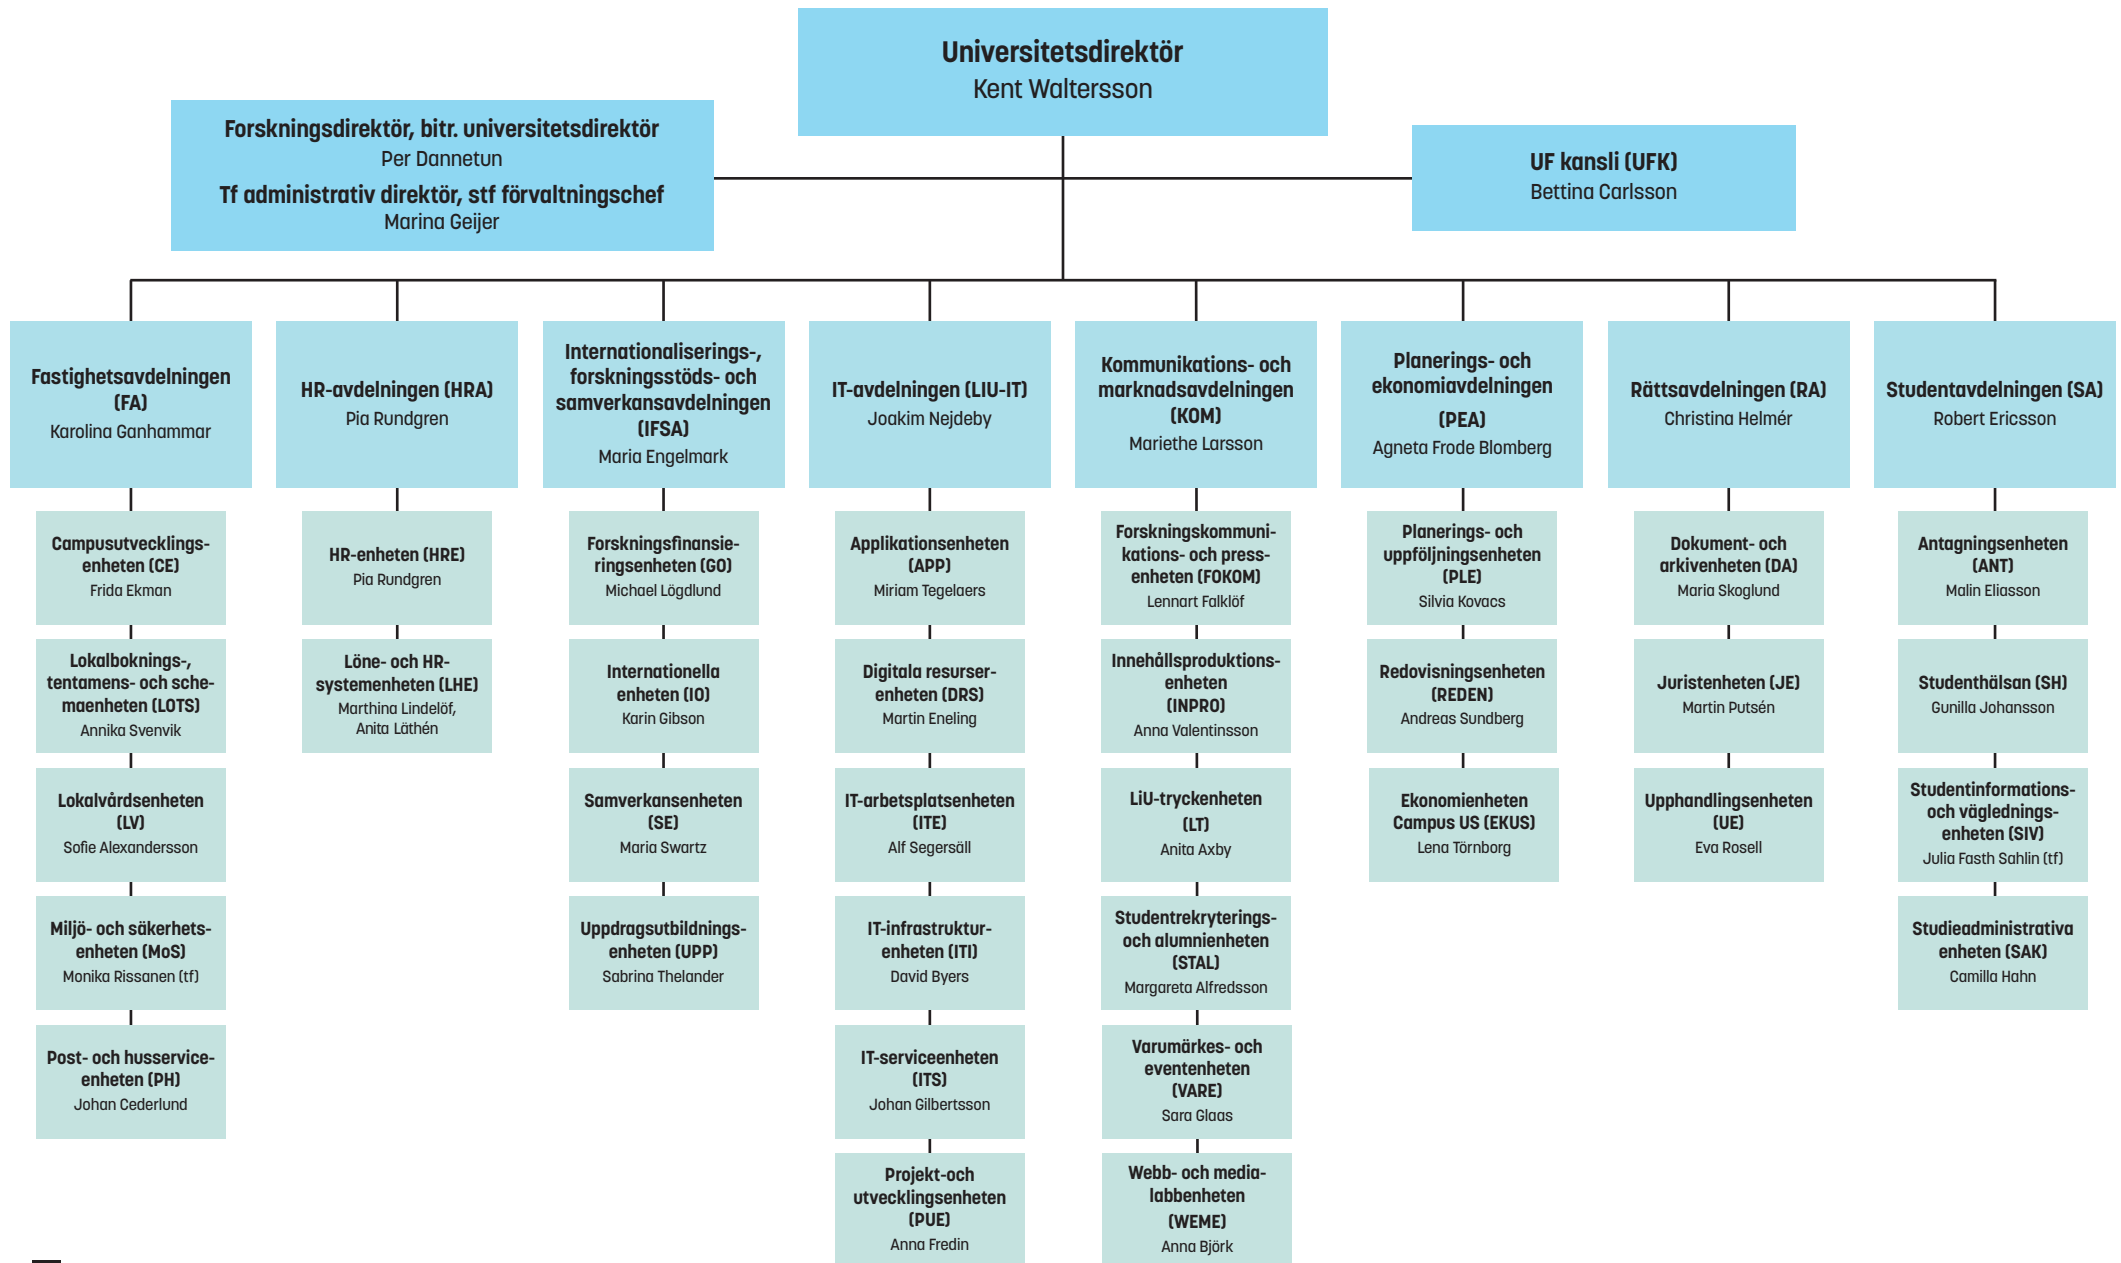 Universitetsdirektör
Kent Waltersson
Forskningsdirektör, bitr. universitetsdirektör
Per Dannetun
Tf administrativ direktör, stf förvaltningschef
Marina Geijer
UF kansli (UFK)
Bettina Carlsson
Fastighetsavdelningen
(FA)
Karolina Ganhammar
Campusutvecklings-
enheten (CE)
Frida Ekman
Lokalboknings-,
tentamens- och sche-
maenheten (LOTS)
Annika Svenvik
Lokalvårdsenheten
(LV)
Sofie Alexandersson
Miljö- och säkerhets-
enheten (MoS)
Monika Rissanen (tf)
Post- och husservice-
enheten (PH)
Johan Cederlund
HR-avdelningen (HRA)
Pia Rundgren
HR-enheten (HRE)
Pia Rundgren
Löne- och HR-
systemenheten (LHE)
Marthina Lindelöf,
Anita Läthén
Internationaliserings-,
forskningsstöds- och
samverkansavdelningen
(IFSA)
Maria Engelmark
Forskningsfinansie-
ringsenheten (GO)
Michael Lögdlund
Internationella
enheten (IO)
Karin Gibson
Samverkansenheten
(SE)
Maria Swartz
Uppdragsutbildnings-
enheten (UPP)
Sabrina Thelander
IT-avdelningen (LIU-IT)
Joakim Nejdeby
Applikationsenheten
(APP)
Miriam Tegelaers
Digitala resurser-
enheten (DRS)
Martin Eneling
IT-arbetsplatsenheten
(ITE)
Alf Segersäll
IT-infrastruktur-
enheten (ITI)
David Byers
IT-serviceenheten
(ITS)
Johan Gilbertsson
Projekt-och
utvecklingsenheten
(PUE)
Anna Fredin
Kommunikations- och
marknadsavdelningen
(KOM)
Mariethe Larsson
Forskningskommuni-
kations- och press-
enheten (FOKOM)
Lennart Falklöf
Innehållsproduktions-
enheten
(INPRO)
Anna Valentinsson
LiU-tryckenheten
(LT)
Anita Axby
Studentrekryterings-
och alumnienheten
(STAL)
Margareta Alfredsson
Varumärkes- och
eventenheten
(VARE)
Sara Glaas
Webb- och media-
labbenheten
(WEME)
Anna Björk
Planerings- och
ekonomiavdelningen
(PEA)
Agneta Frode Blomberg
Planerings- och
uppföljningsenheten
(PLE)
Silvia Kovacs
Redovisningsenheten
(REDEN)
Andreas Sundberg
Ekonomienheten
Campus US (EKUS)
Lena Törnborg
Rättsavdelningen (RA)
Christina Helmér
Dokument- och
arkivenheten (DA)
Maria Skoglund
Juristenheten (JE)
Martin Putsén
Upphandlingsenheten
(UE)
Eva Rosell
Studentavdelningen (SA)
Robert Ericsson
Antagningsenheten
(ANT)
Malin Eliasson
Studenthälsan (SH)
Gunilla Johansson
Studentinformations-
och väglednings-
enheten (SIV)
Julia Fasth Sahlin (tf)
Studieadministrativa
enheten (SAK)
Camilla Hahn